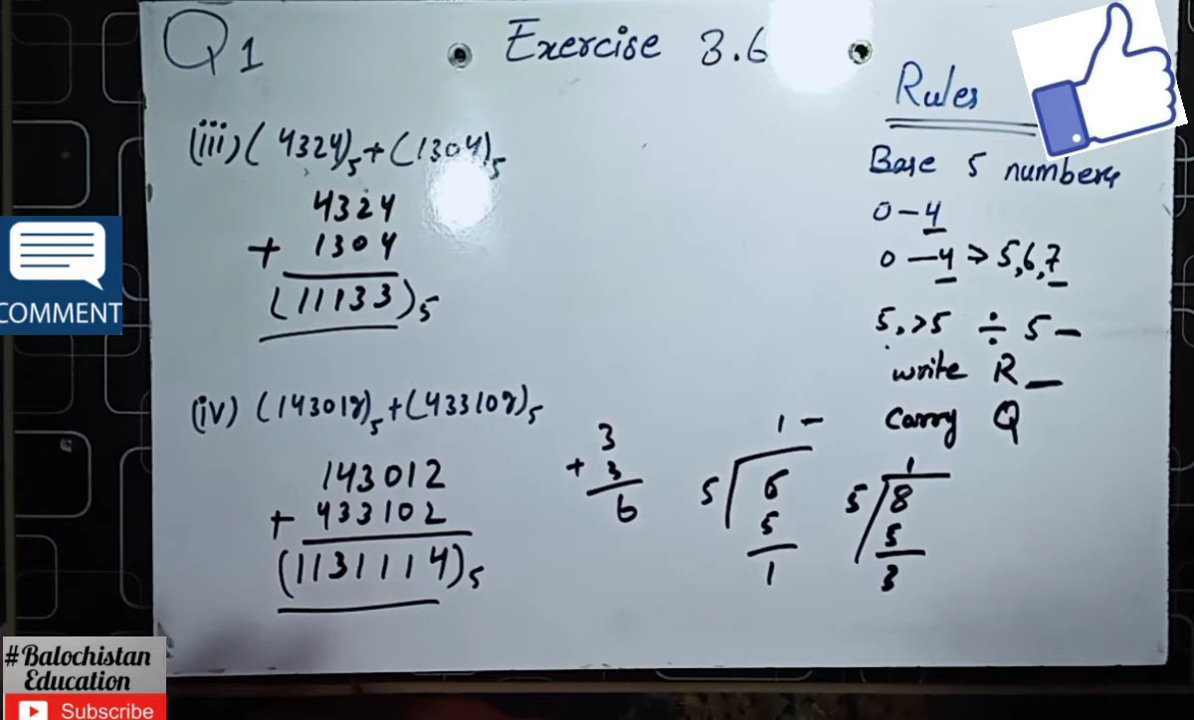 Q1
Exercise 3.6
(iii) (4324)₅+(1304)₅
4324
+ 1304
(11133)₅
(iv) (143012)₅+(433102)₅
143012
+ 433102
(1131114)₅
3
+ 3
6
1 –
5 6
5
1
1
5 8
5
3
Rules
Base 5 numbers
0 – 4
0 – 4 > 5,6,7
5, >5 ÷ 5 –
write R –
Carry Q
COMMENT
#Balochistan
Education
Subscribe